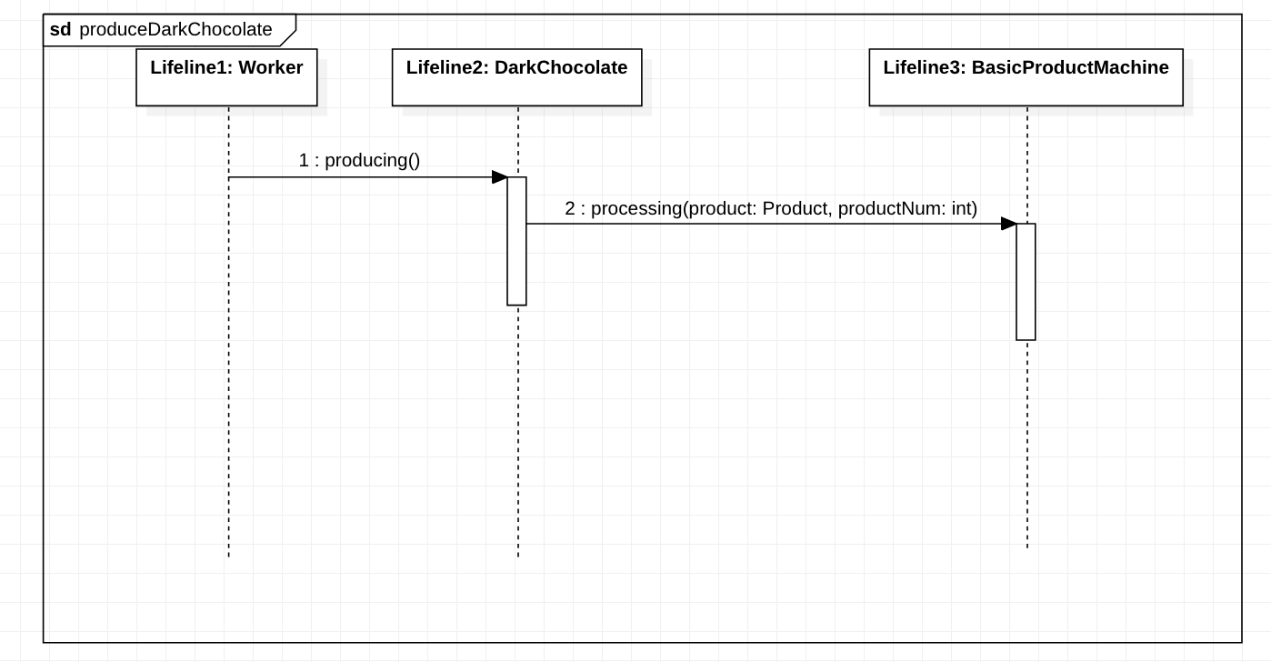 sd produceDarkChocolate
Lifeline1: Worker
Lifeline2: DarkChocolate
Lifeline3: BasicProductMachine
1 : producing()
2 : processing(product: Product, productNum: int)